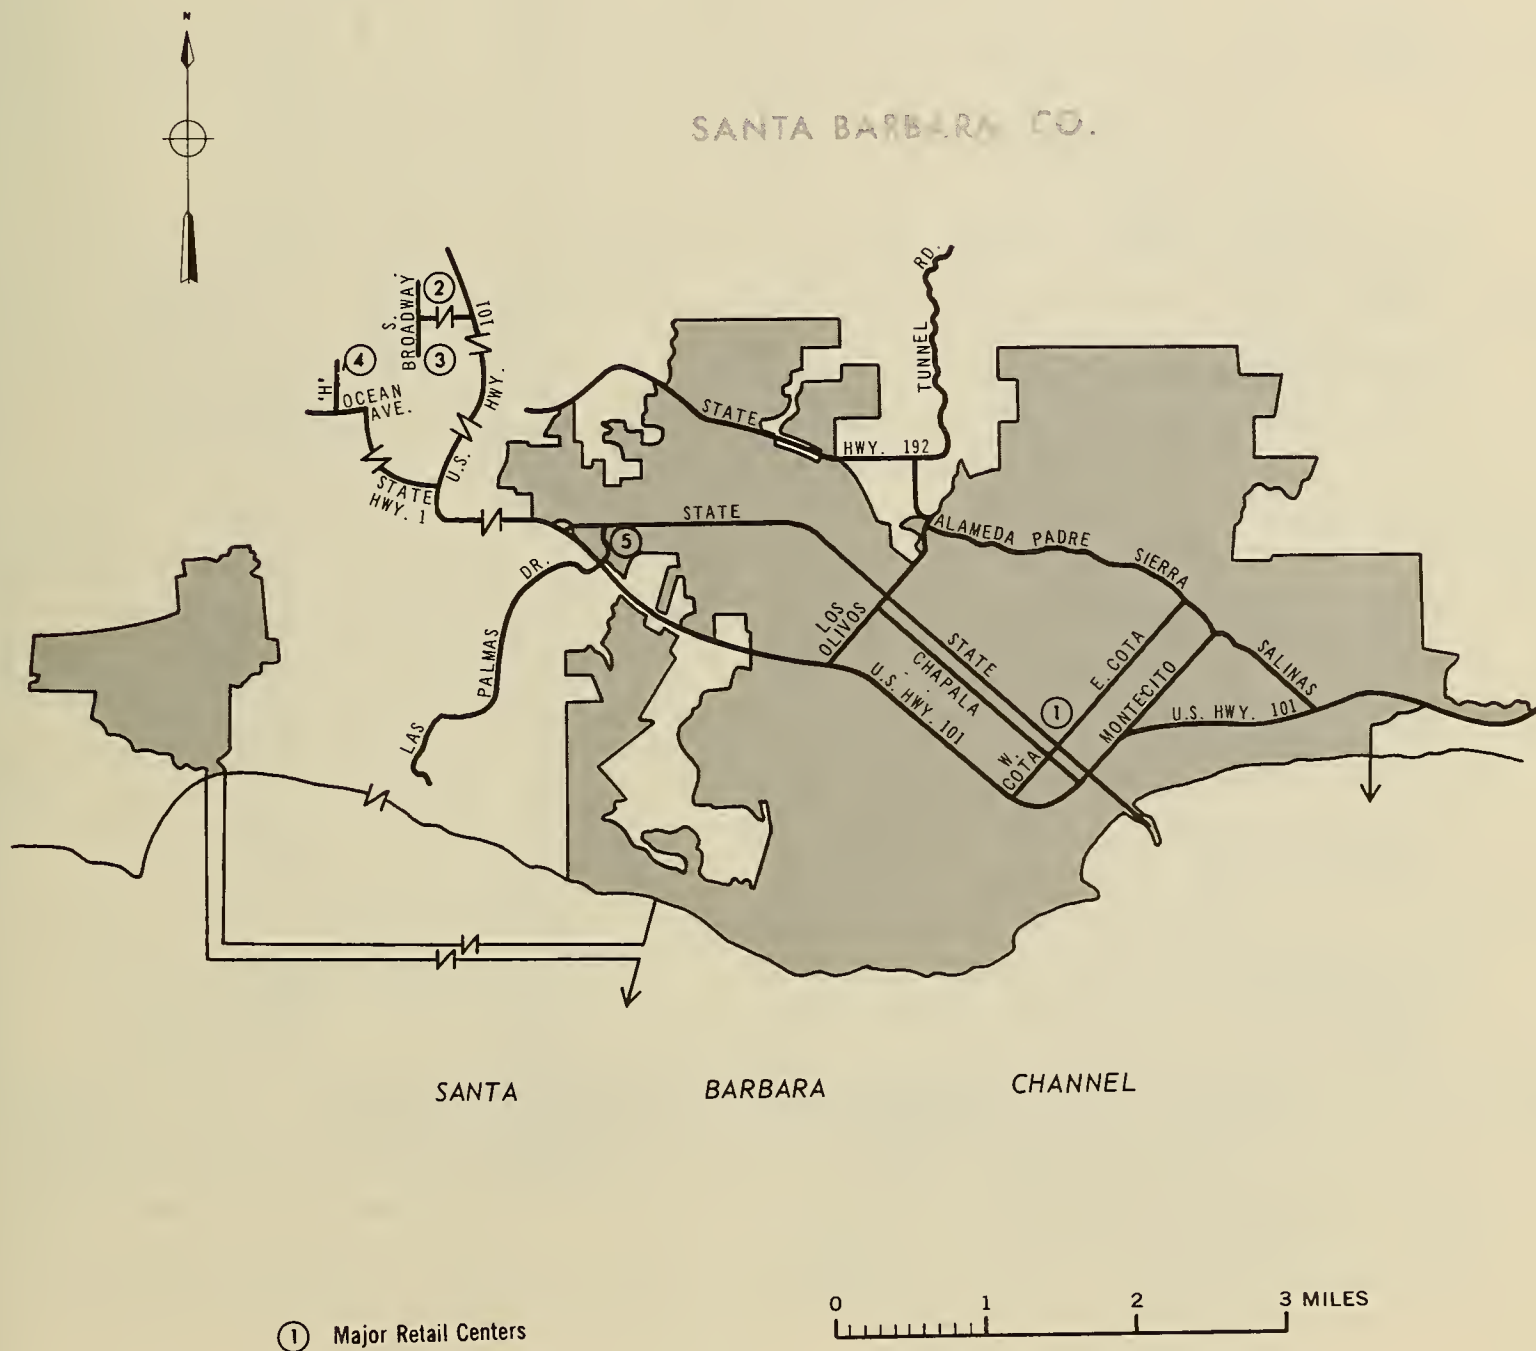 N
SANTA BARBARA CO.
RD.
TUNNEL
2
S.
BROADWAY
101
3
HWY.
U.S.
4
"H"
OCEAN
AVE.
STATE
HWY. 1
STATE
HWY. 192
STATE
5
ALAMEDA PADRE
SIERRA
DR.
PALMAS
LAS
LOS
OLIVOS
STATE
CHAPALA
U.S. HWY. 101
E. COTA
SALINAS
MONTECITO
1
U.S. HWY. 101
W.
COTA
SANTA BARBARA CHANNEL
0 1 2 3 MILES
1 Major Retail Centers